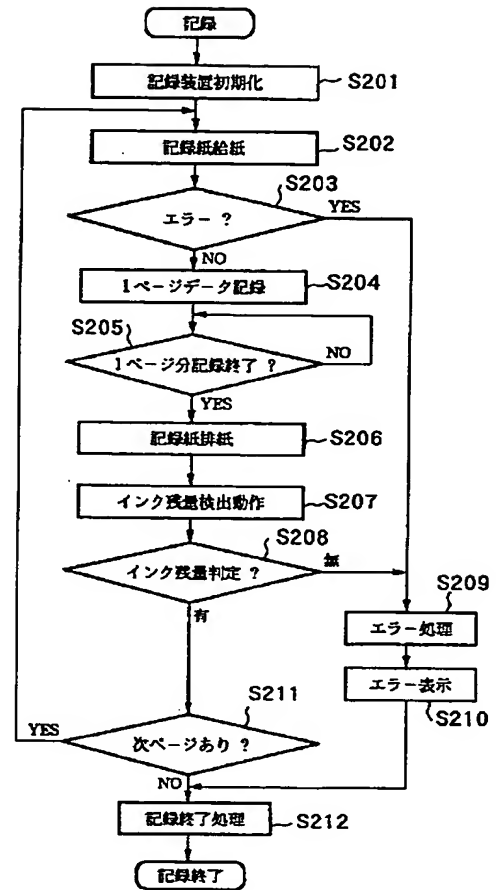 記録
記録装置初期化
S201
記録紙給紙
S202
S203
エラー ?
YES
NO
1ページデータ記録
S204
S205
1ページ分記録終了 ?
NO
YES
記録紙排紙
S206
インク残量検出動作
S207
S208
インク残量判定 ?
無
有
S209
エラー処理
エラー表示
S210
S211
YES
次ページあり ?
NO
記録終了処理
S212
記録終了